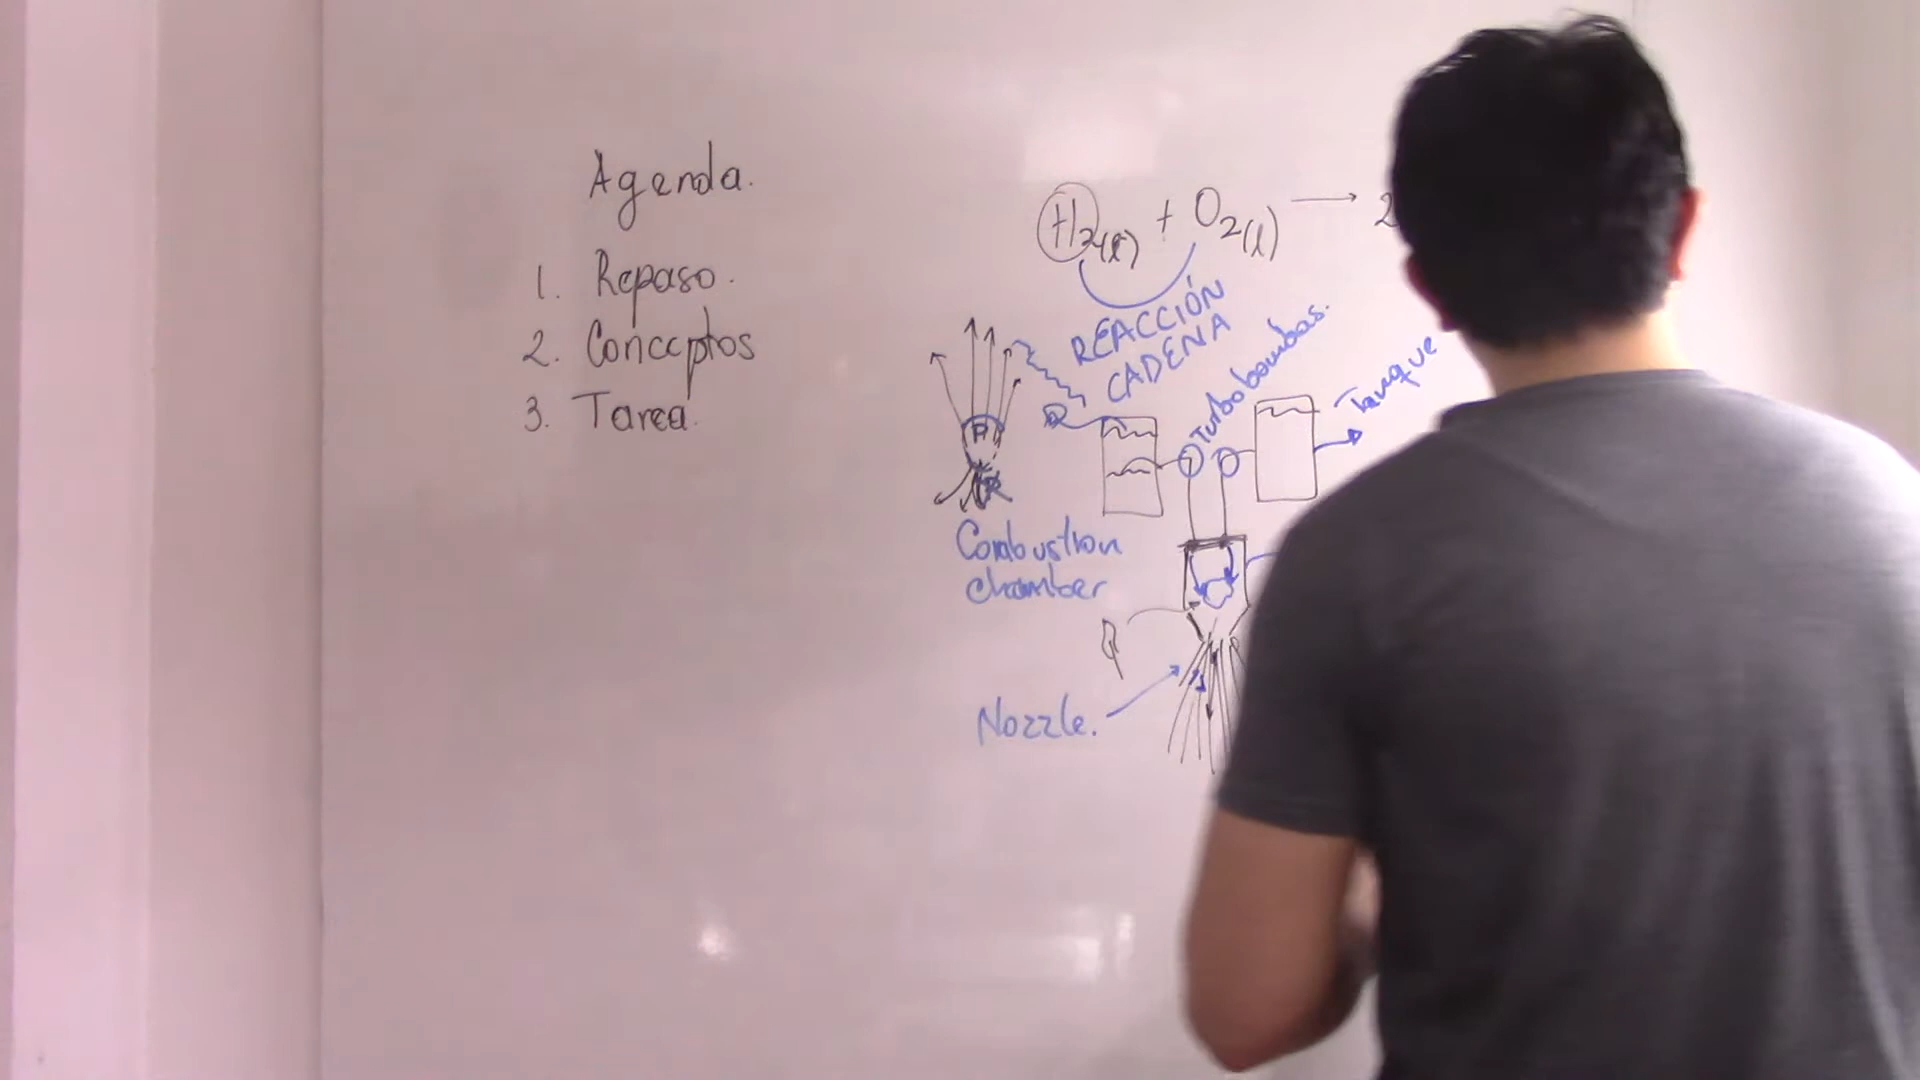 Agenda.
1. Repaso.
2. Conceptos
3. Tarea.
H2(l) + O2(l) → 2
REACCIÓN
CADENA
Turbobombas.
Tanque
P
Q
Combustion
chamber
Q
Nozzle.